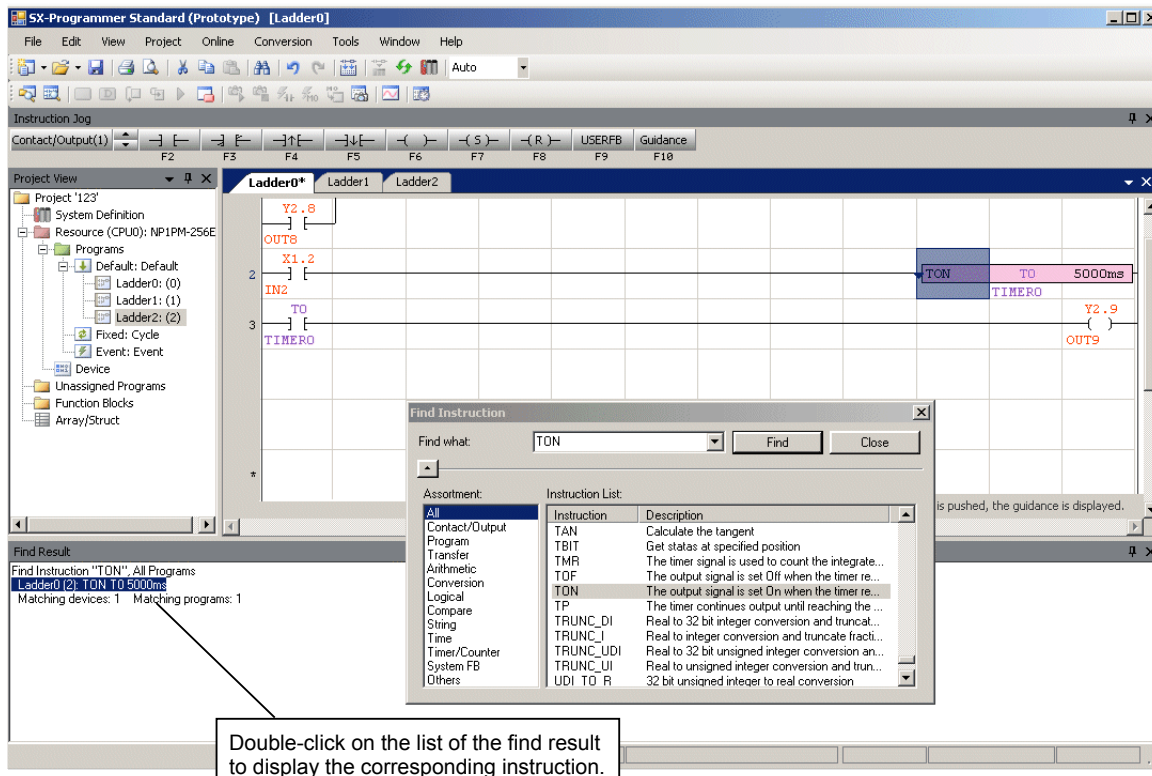 SX-Programmer Standard (Prototype) [Ladder0]
File Edit View Project Online Conversion Tools Window Help
Auto
Instruction Jog
Contact/Output(1) ( ) ( S ) ( R ) USERFB Guidance
F2 F3 F4 F5 F6 F7 F8 F9 F10
Project View
Project '123'
System Definition
Resource (CPU0): NP1PM-256E
Programs
Default: Default
Ladder0: (0)
Ladder1: (1)
Ladder2: (2)
Fixed: Cycle
Event: Event
Device
Unassigned Programs
Function Blocks
Array/Struct
Ladder0* Ladder1 Ladder2
Y2.8
OUT8
X1.2
2 TON T0 5000ms
IN2 TIMER0
T0 Y2.9
3 ( )
TIMER0 OUT9
*
is pushed, the guidance is displayed.
Find Instruction
Find what: TON Find Close
Assortment:
All
Contact/Output
Program
Transfer
Arithmetic
Conversion
Logical
Compare
String
Time
Timer/Counter
System FB
Others
Instruction List:
Instruction Description
TAN Calculate the tangent
TBIT Get statas at specified position
TMR The timer signal is used to count the integrate...
TOF The output signal is set Off when the timer re...
TON The output signal is set On when the timer re...
TP The timer continues output until reaching the ...
TRUNC_DI Real to 32 bit integer conversion and truncat...
TRUNC_I Real to integer conversion and truncate fracti...
TRUNC_UDI Real to 32 bit unsigned integer conversion an...
TRUNC_UI Real to unsigned integer conversion and trun...
UDI_TO_R 32 bit unsigned integer to real conversion
Find Result
Find Instruction "TON", All Programs
Ladder0 (2): TON T0 5000ms
Matching devices: 1 Matching programs: 1
Double-click on the list of the find result
to display the corresponding instruction.